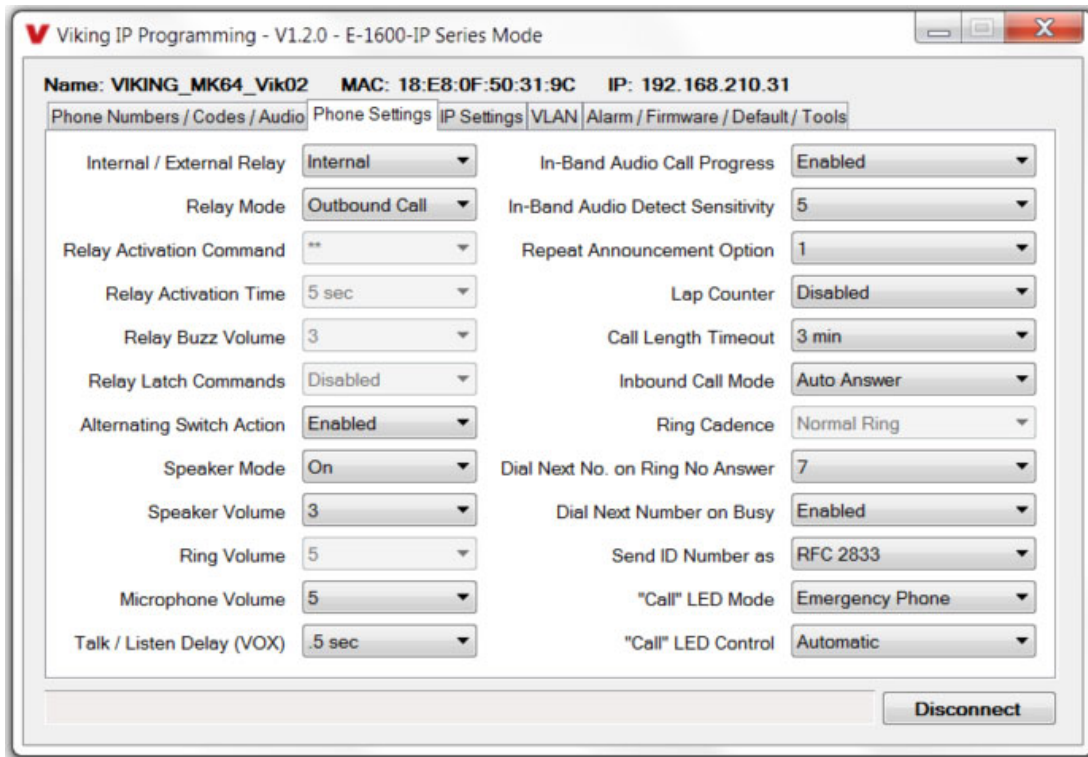 Viking IP Programming - V1.2.0 - E-1600-IP Series Mode
Name: VIKING_MK64_Vik02 MAC: 18:E8:0F:50:31:9C IP: 192.168.210.31
Phone Numbers / Codes / Audio Phone Settings IP Settings VLAN Alarm / Firmware / Default / Tools
Internal / External Relay Internal In-Band Audio Call Progress Enabled
Relay Mode Outbound Call In-Band Audio Detect Sensitivity 5
Relay Activation Command ** Repeat Announcement Option 1
Relay Activation Time 5 sec Lap Counter Disabled
Relay Buzz Volume 3 Call Length Timeout 3 min
Relay Latch Commands Disabled Inbound Call Mode Auto Answer
Alternating Switch Action Enabled Ring Cadence Normal Ring
Speaker Mode On Dial Next No. on Ring No Answer 7
Speaker Volume 3 Dial Next Number on Busy Enabled
Ring Volume 5 Send ID Number as RFC 2833
Microphone Volume 5 "Call" LED Mode Emergency Phone
Talk / Listen Delay (VOX) .5 sec "Call" LED Control Automatic
Disconnect